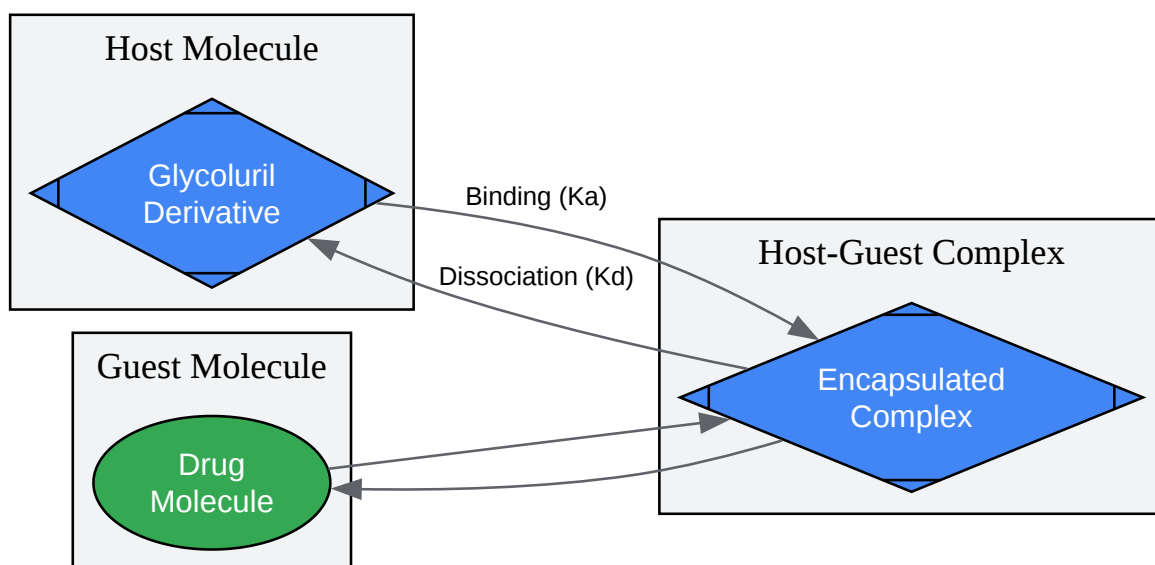 Host Molecule
Glycoluril
Derivative
Binding (Ka)
Dissociation (Kd)
Host-Guest Complex
Encapsulated
Complex
Guest Molecule
Drug
Molecule